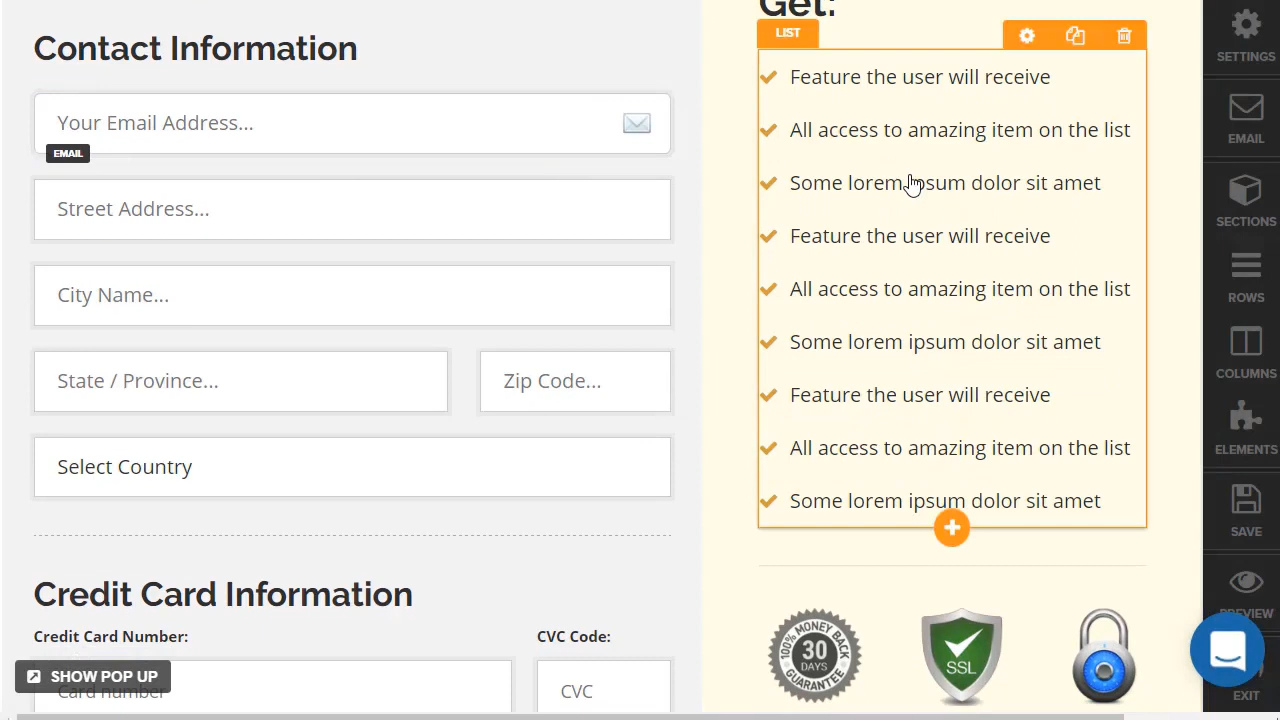 Get:
Contact Information
LIST
Your Email Address...
EMAIL
Street Address...
City Name...
State / Province...
Zip Code...
Select Country
Credit Card Information
Credit Card Number:
CVC Code:
Card number
CVC
SHOW POP UP
Feature the user will receive
All access to amazing item on the list
Some lorem ipsum dolor sit amet
Feature the user will receive
All access to amazing item on the list
Some lorem ipsum dolor sit amet
Feature the user will receive
All access to amazing item on the list
Some lorem ipsum dolor sit amet
100% MONEY BACK
30
DAYS
GUARANTEE
SSL
SETTINGS
EMAIL
SECTIONS
ROWS
COLUMNS
ELEMENTS
SAVE
PREVIEW
EXIT